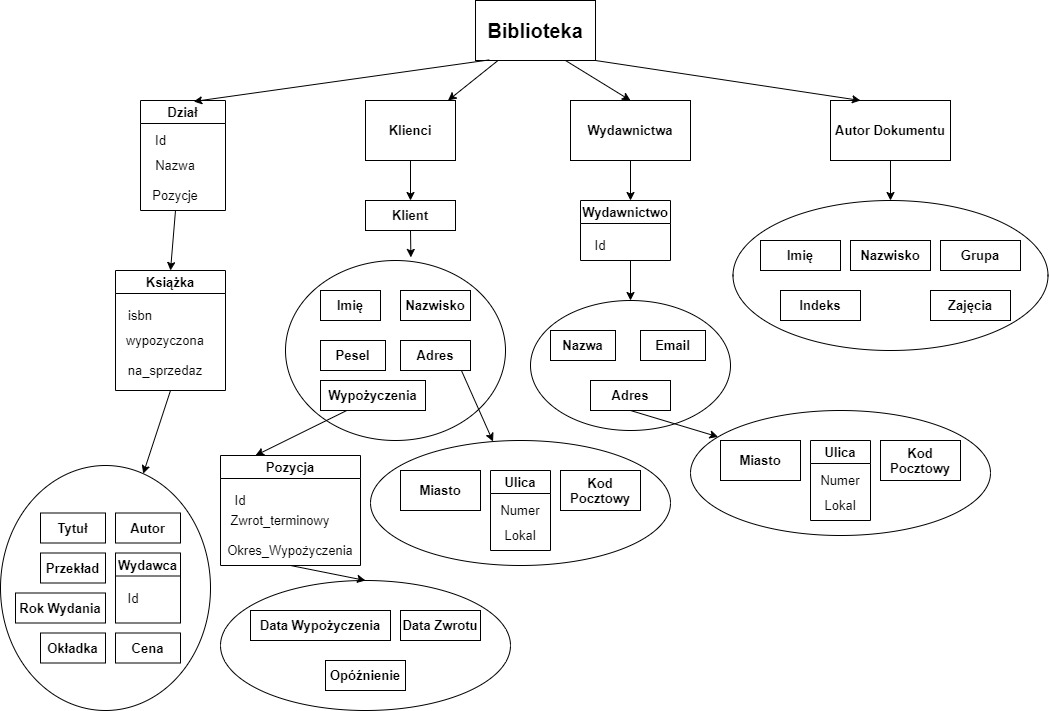 Biblioteka
Dział
Id
Nazwa
Pozycje
Klienci
Wydawnictwa
Autor Dokumentu
Klient
Wydawnictwo
Id
Imię
Nazwisko
Grupa
Indeks
Zajęcia
Książka
isbn
wypozyczona
na_sprzedaz
Imię
Nazwisko
Pesel
Adres
Wypożyczenia
Nazwa
Email
Adres
Miasto
Ulica
Numer
Lokal
Kod
Pocztowy
Pozycja
Id
Zwrot_terminowy
Okres_Wypożyczenia
Miasto
Ulica
Numer
Lokal
Kod
Pocztowy
Tytuł
Autor
Przekład
Wydawca
Id
Rok Wydania
Okładka
Cena
Data Wypożyczenia
Data Zwrotu
Opóźnienie